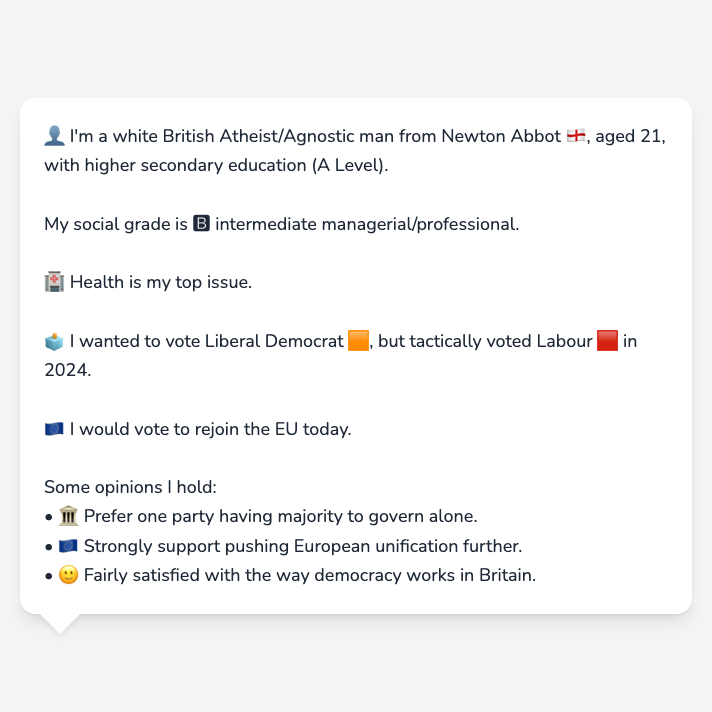 👤 I'm a white British Atheist/Agnostic man from Newton Abbot 🏴󠁧󠁢󠁥󠁮󠁧󠁿, aged 21,
with higher secondary education (A Level).
My social grade is 🅱 intermediate managerial/professional.
🏥 Health is my top issue.
🗳️ I wanted to vote Liberal Democrat 🟧, but tactically voted Labour 🟥 in
2024.
🇪🇺 I would vote to rejoin the EU today.
Some opinions I hold:
• 🏛️ Prefer one party having majority to govern alone.
• 🇪🇺 Strongly support pushing European unification further.
• 🙂 Fairly satisfied with the way democracy works in Britain.